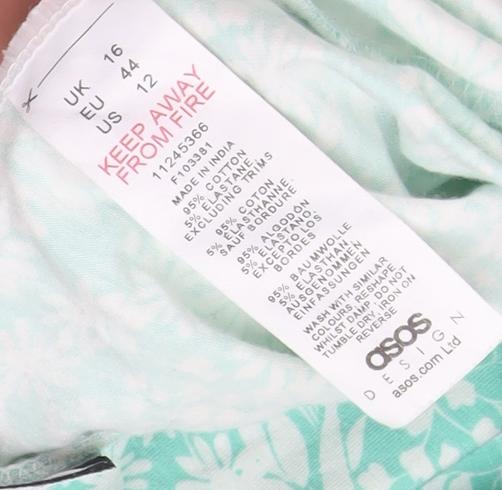 UK 16
EU 44
US 12
KEEP AWAY
FROM FIRE
11245366
F103381
MADE IN INDIA
95% COTTON
5% ELASTANE
EXCLUDING TRIMS
95% COTON
5% ELASTHANNE.
SAUF BORDURE
95% ALGODON
5% ELASTANO
EXCEPTO LOS
BORDES
95% BAUMWOLLE
5% ELASTHAN
AUSGENOMMEN
EINFASSUNGEN
WASH WITH SIMILAR
COLOURS, RESHAPE
WHILST DAMP, DO NOT
TUMBLE DRY, IRON ON
REVERSE
asos
DESIGN
asos.com Ltd